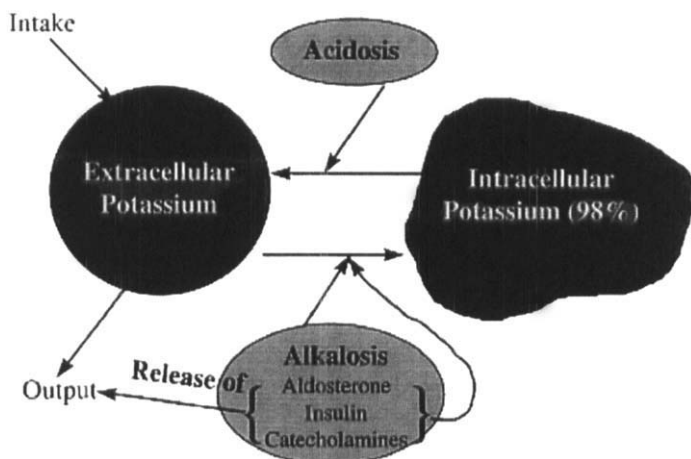 Intake
Acidosis
Extracellular
Potassium
Intracellular
Potassium (98%)
Output
Release of
Alkalosis
Aldosterone
Insulin
Catecholamines